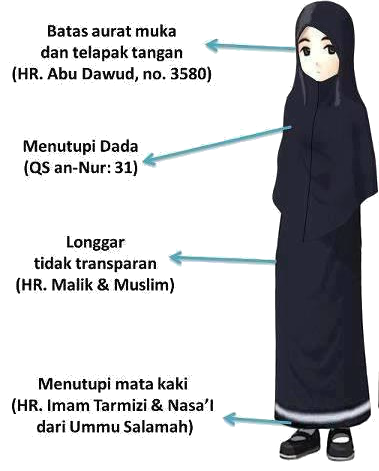 Batas aurat muka
dan telapak tangan
(HR. Abu Dawud, no. 3580)
Menutupi Dada
(QS an-Nur: 31)
Longgar
tidak transparan
(HR. Malik & Muslim)
Menutupi mata kaki
(HR. Imam Tarmizi & Nasa'I
dari Ummu Salamah)